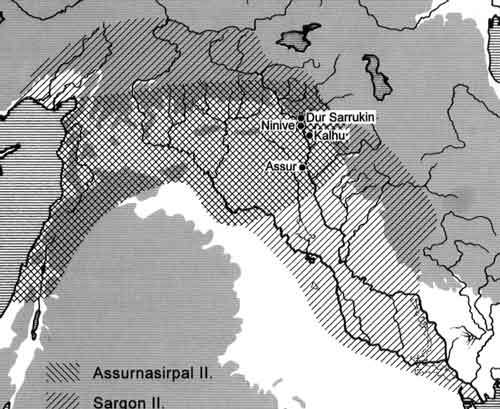 Dur Sarrukin
Ninive
Kalhu
Assur
Assurnasirpal II.
Sargon II.